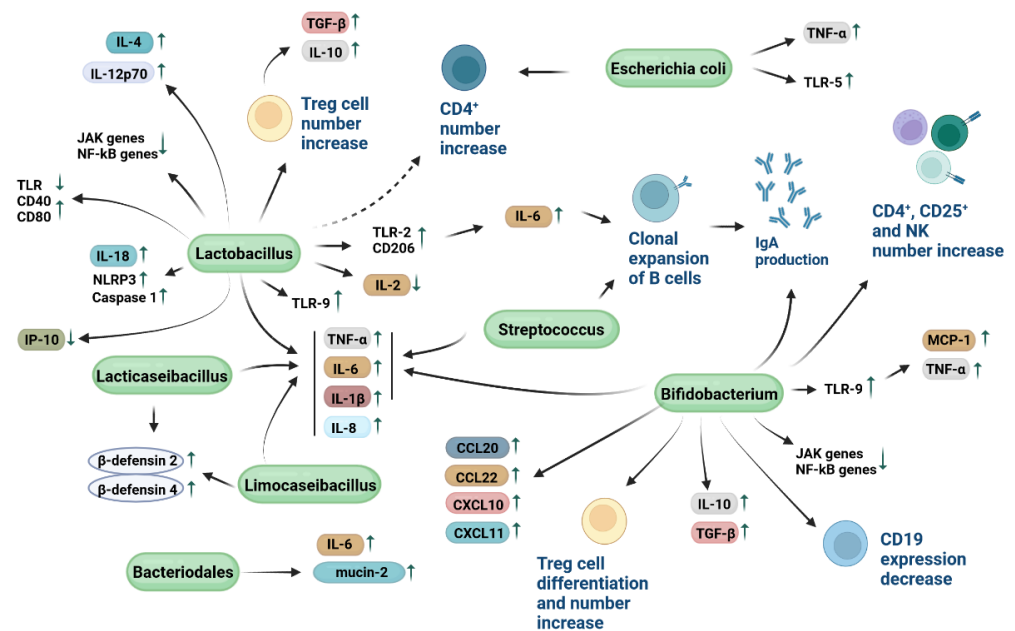 IL-4
IL-12p70
TGF-β
IL-10
Treg cell
number
increase
CD4⁺
number
increase
Escherichia coli
TNF-α
TLR-5
JAK genes
NF-kB genes
TLR
CD40
CD80
Lactobacillus
IL-18
NLRP3
Caspase 1
IP-10
TLR-2
CD206
IL-2
TLR-9
IL-6
Clonal
expansion
of B cells
IgA
production
CD4⁺, CD25⁺
and NK
number increase
Streptococcus
Lacticaseibacillus
TNF-α
IL-6
IL-1β
IL-8
Bifidobacterium
TLR-9
MCP-1
TNF-α
β-defensin 2
β-defensin 4
Limocaseibacillus
CCL20
CCL22
CXCL10
CXCL11
JAK genes
NF-kB genes
IL-10
TGF-β
Treg cell
differentiation
and number
increase
CD19
expression
decrease
Bacteriodales
IL-6
mucin-2